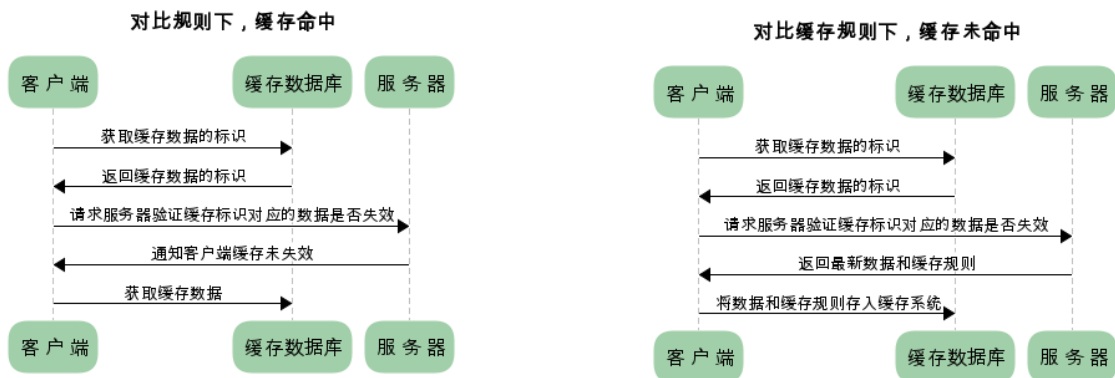 对比规则下，缓存命中
客户端
缓存数据库
服务器
获取缓存数据的标识
返回缓存数据的标识
请求服务器验证缓存标识对应的数据是否失效
通知客户端缓存未失效
获取缓存数据
客户端
缓存数据库
服务器
对比缓存规则下，缓存未命中
客户端
缓存数据库
服务器
获取缓存数据的标识
返回缓存数据的标识
请求服务器验证缓存标识对应的数据是否失效
返回最新数据和缓存规则
将数据和缓存规则存入缓存系统
客户端
缓存数据库
服务器